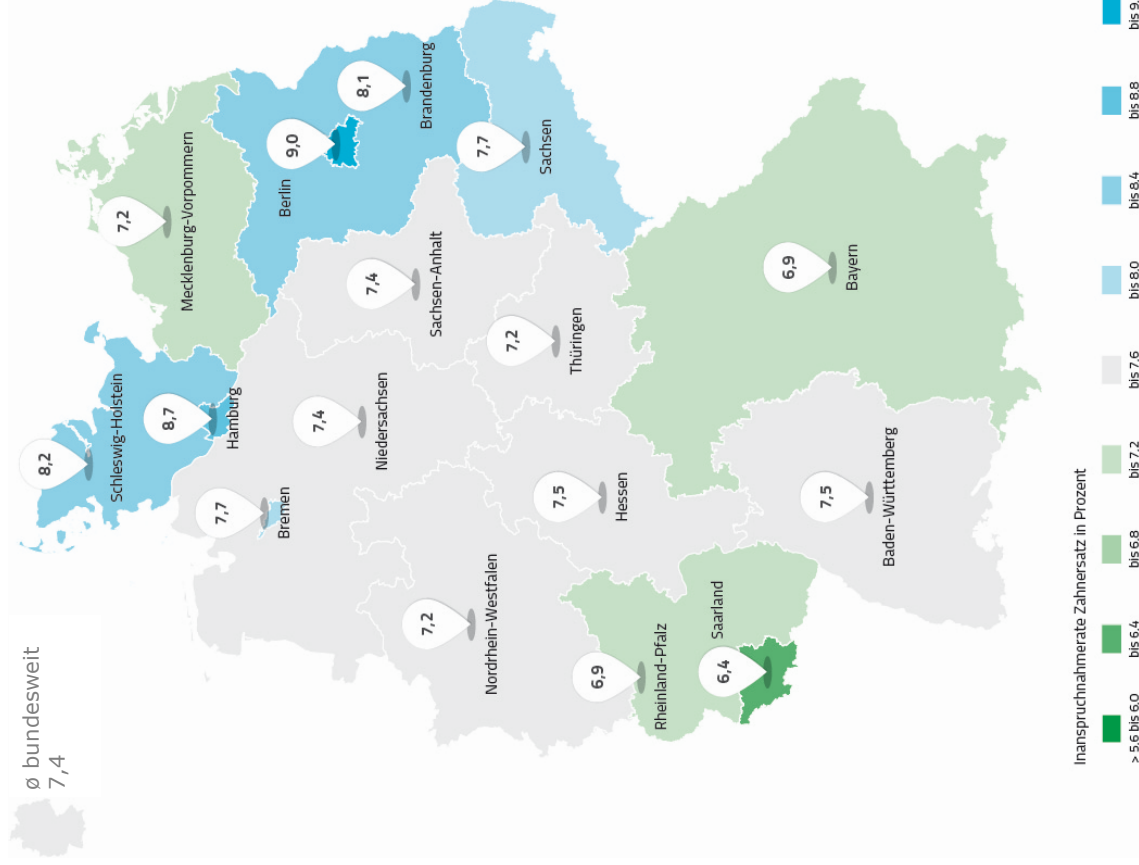 ø bundesweit
7,4
8,2
Schleswig-Holstein
7,2
Mecklenburg-Vorpommern
8,7
Hamburg
7,7
Bremen
9,0
Berlin
8,1
Brandenburg
7,4
Niedersachsen
7,4
Sachsen-Anhalt
7,7
Sachsen
7,2
Nordrhein-Westfalen
7,2
Thüringen
7,5
Hessen
6,9
Rheinland-Pfalz
6,4
Saarland
6,9
Bayern
7,5
Baden-Württemberg
Inanspruchnahmerate Zahnersatz in Prozent
> 5.6 bis 6.0
bis 6.4
bis 6.8
bis 7.2
bis 7.6
bis 8.0
bis 8.4
bis 8.8
bis 9.